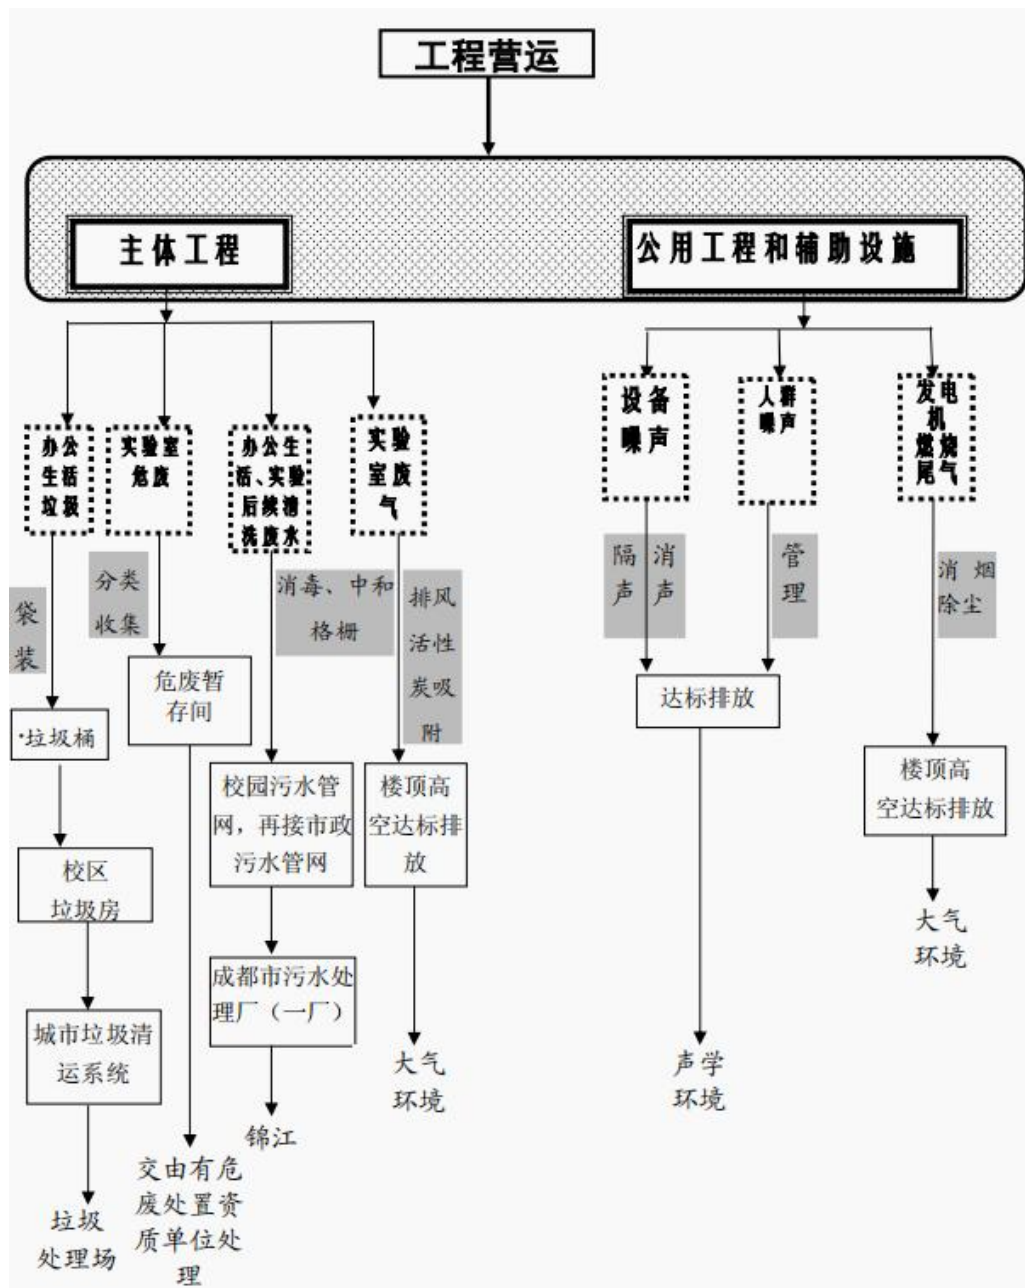 工程营运
主体工程
公用工程和辅助设施
办公
生活
垃圾
实验室
危废
办公生
活、实验
后续清
洗废水
实验
室废
气
设备
噪声
人群
噪声
发电
机
燃烧
尾气
袋
装
分类
收集
消毒、中和
格栅
排风
活性
炭吸
附
隔 消
声 声
管
理
消 烟
除尘
·垃圾桶
危废暂
存间
校园污水管
网，再接市政
污水管网
楼顶高
空达标排
放
达标排放
楼顶高
空达标排放
校区
垃圾房
成都市污水处
理厂（一厂）
大气
环境
城市垃圾清
运系统
大气
环境
声学
环境
锦江
垃圾
处理场
交由有危
废处置资
质单位处
理